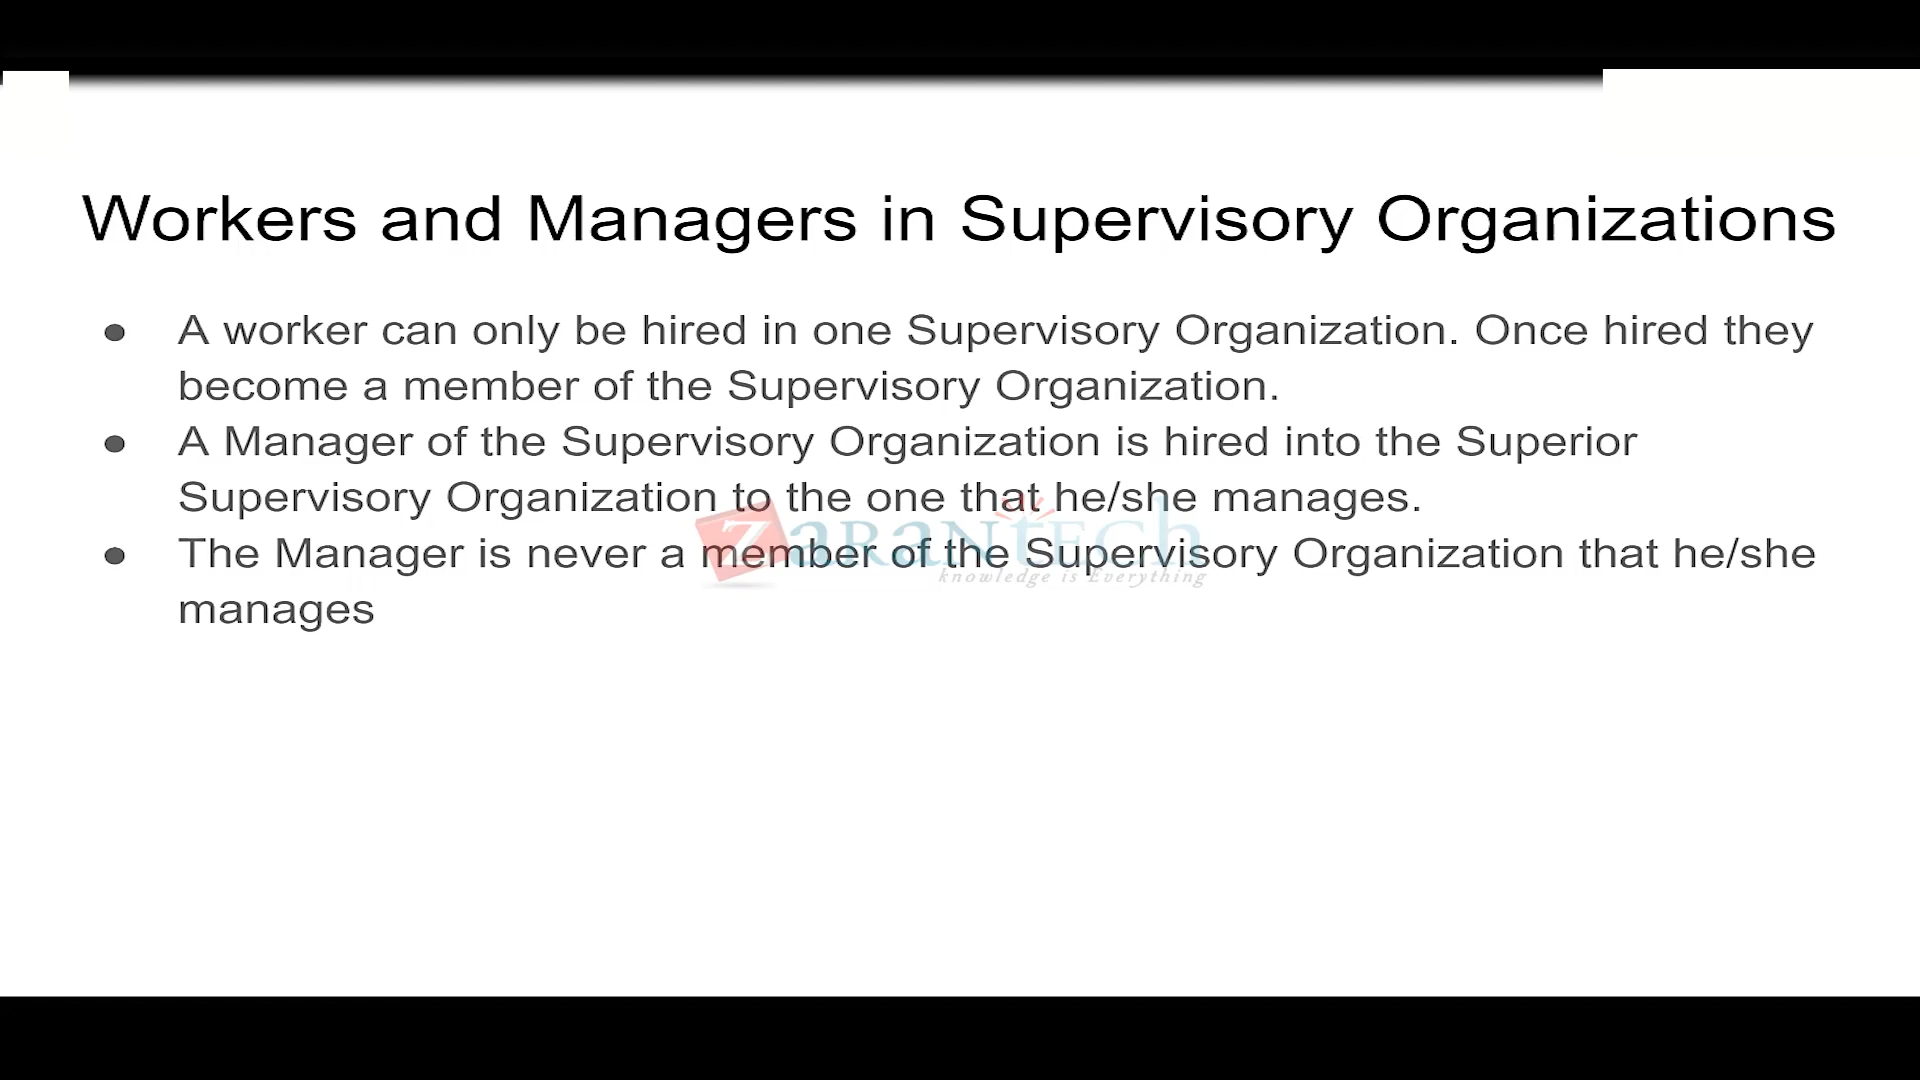 Workers and Managers in Supervisory Organizations
● A worker can only be hired in one Supervisory Organization. Once hired they
become a member of the Supervisory Organization.
● A Manager of the Supervisory Organization is hired into the Superior
Supervisory Organization to the one that he/she manages.
● The Manager is never a member of the Supervisory Organization that he/she
manages
ZaranTech
knowledge is Everything